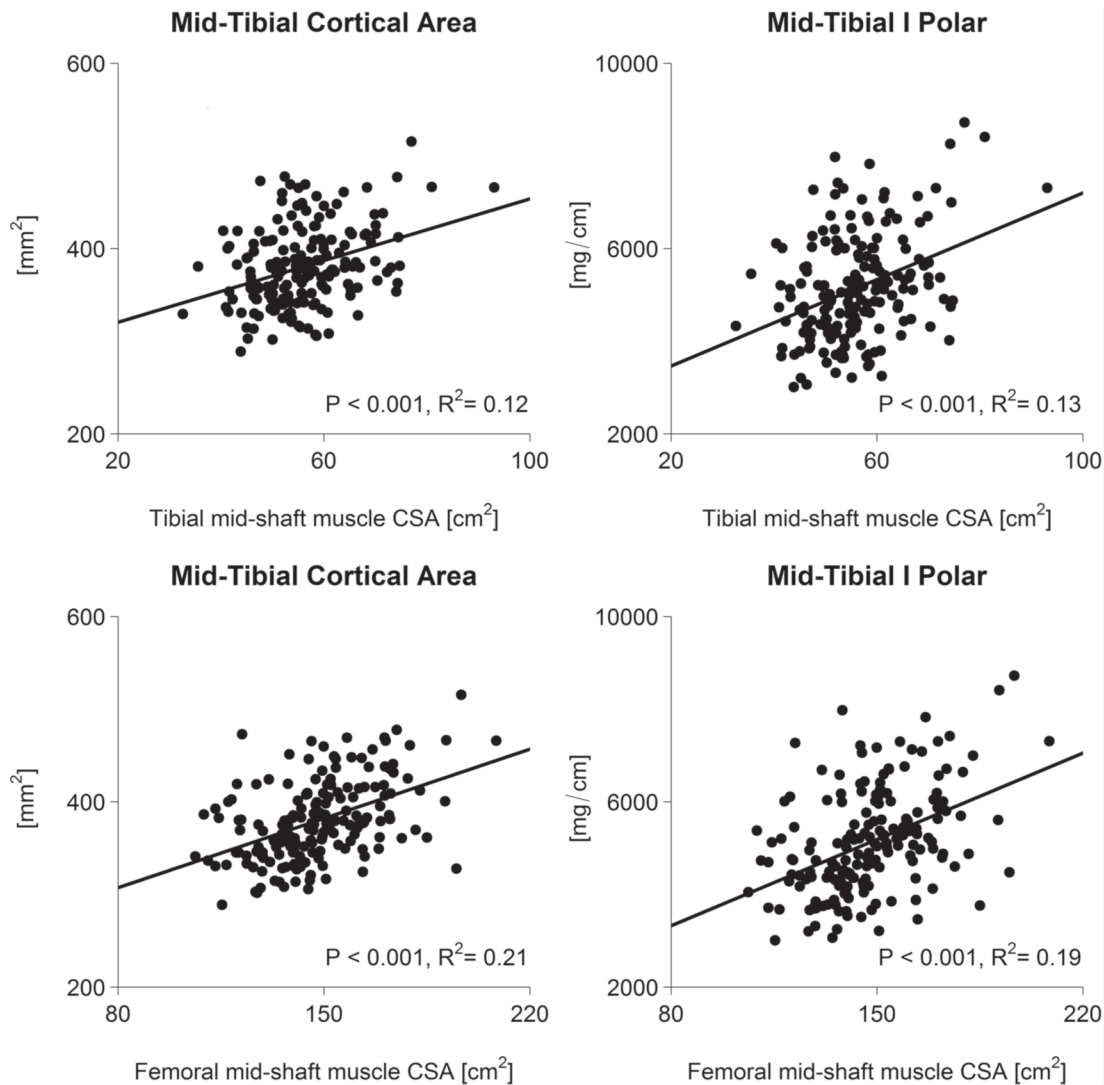 Mid-Tibial Cortical Area
600
400
200
[mm²]
P < 0.001, R²= 0.12
20 60 100
Tibial mid-shaft muscle CSA [cm²]
Mid-Tibial I Polar
10000
6000
2000
[mg/cm]
P < 0.001, R²= 0.13
20 60 100
Tibial mid-shaft muscle CSA [cm²]
Mid-Tibial Cortical Area
600
400
200
[mm²]
P < 0.001, R²= 0.21
80 150 220
Femoral mid-shaft muscle CSA [cm²]
Mid-Tibial I Polar
10000
6000
2000
[mg/cm]
P < 0.001, R²= 0.19
80 150 220
Femoral mid-shaft muscle CSA [cm²]